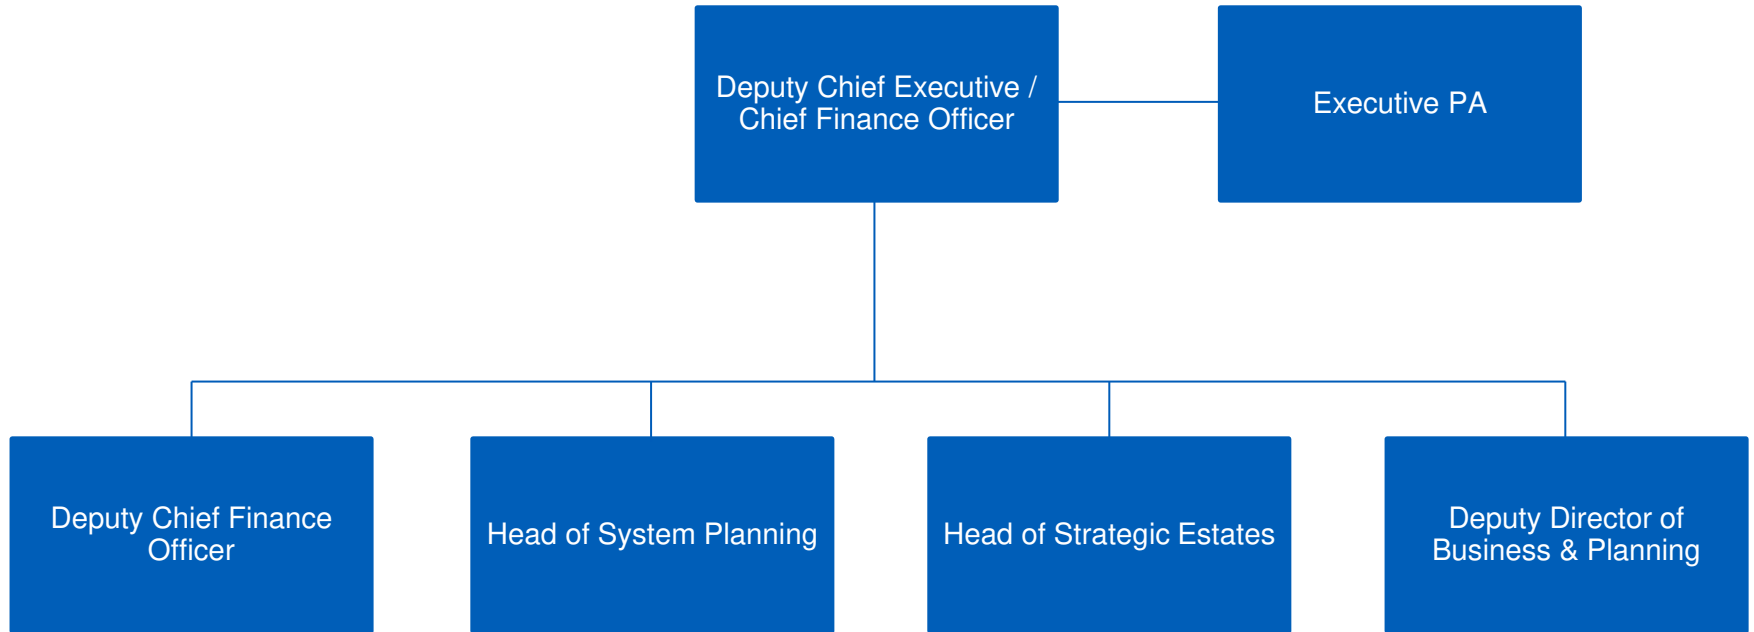 Deputy Chief Executive /
Chief Finance Officer
Executive PA
Deputy Chief Finance
Officer
Head of System Planning
Head of Strategic Estates
Deputy Director of
Business & Planning